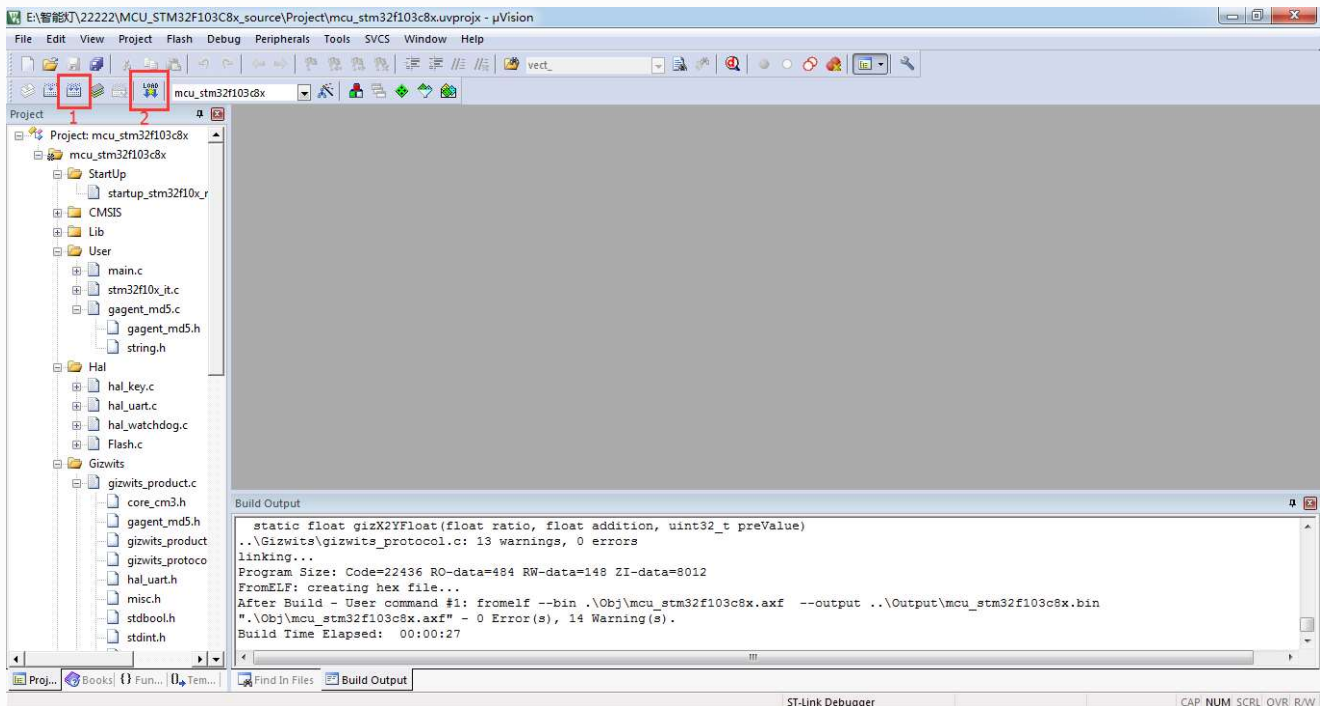 E:\智能灯\22222\MCU_STM32F103C8x_source\Project\mcu_stm32f103c8x.uvprojx - µVision
File Edit View Project Flash Debug Peripherals Tools SVCS Window Help
vect_
LOAD
mcu_stm32f103c8x
1 2
Project
Project: mcu_stm32f103c8x
mcu_stm32f103c8x
StartUp
startup_stm32f10x_r
CMSIS
Lib
User
main.c
stm32f10x_it.c
gagent_md5.c
gagent_md5.h
string.h
Hal
hal_key.c
hal_uart.c
hal_watchdog.c
Flash.c
Gizwits
gizwits_product.c
core_cm3.h
gagent_md5.h
gizwits_product
gizwits_protoco
hal_uart.h
misc.h
stdbool.h
stdint.h
Build Output
static float gizX2YFloat(float ratio, float addition, uint32_t preValue)
..\Gizwits\gizwits_protocol.c: 13 warnings, 0 errors
linking...
Program Size: Code=22436 RO-data=484 RW-data=148 ZI-data=8012
FromELF: creating hex file...
After Build - User command #1: fromelf --bin .\Obj\mcu_stm32f103c8x.axf --output ..\Output\mcu_stm32f103c8x.bin
".\Obj\mcu_stm32f103c8x.axf" - 0 Error(s), 14 Warning(s).
Build Time Elapsed: 00:00:27
Proj... Books {} Fun... 0 Tem... Find In Files Build Output
ST-Link Debugger CAP NUM SCRL OVR R/W